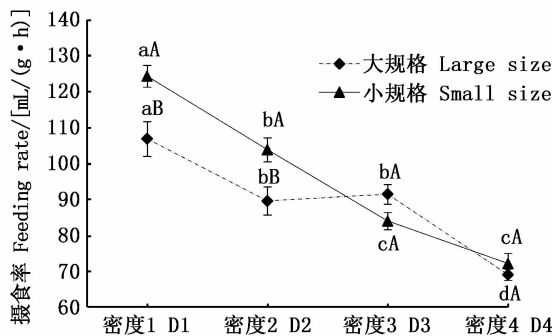 摄食率 Feeding rate/[mL/(g·h)]
140
130
120
110
100
90
80
70
60
aA
aB
bA
bB
bA
cA
cA
dA
大规格 Large size
小规格 Small size
密度1 D1
密度2 D2
密度3 D3
密度4 D4